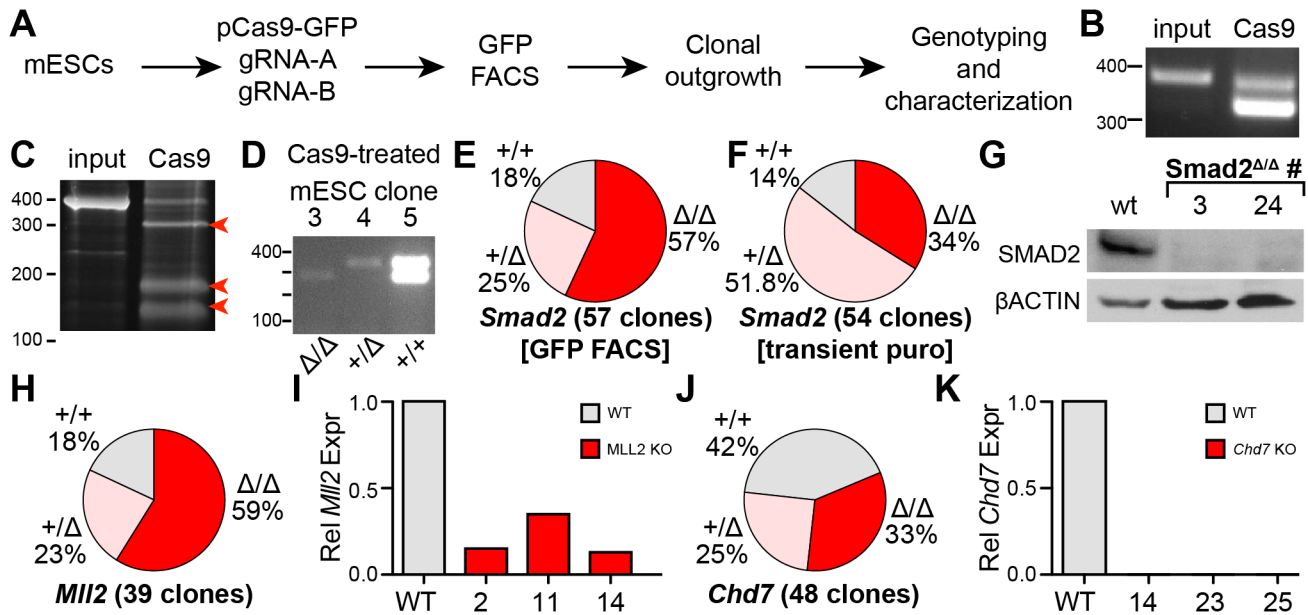 A
mESCs
pCas9-GFP
gRNA-A
gRNA-B
GFP
FACS
Clonal
outgrowth
Genotyping
and
characterization
B
input Cas9
400
300
C
input Cas9
400
300
200
100
D
Cas9-treated
mESC clone
3 4 5
400
100
Δ/Δ +/Δ +/+
E
+/+
18%
Δ/Δ
57%
+/Δ
25%
Smad2 (57 clones)
[GFP FACS]
F
+/+
14%
Δ/Δ
34%
+/Δ
51.8%
Smad2 (54 clones)
[transient puro]
G
Smad2Δ/Δ #
wt 3 24
SMAD2
βACTIN
H
+/+
18%
Δ/Δ
59%
+/Δ
23%
Mll2 (39 clones)
I
Rel Mll2 Expr
1.0
0.5
0.0
WT
MLL2 KO
WT 2 11 14
J
+/+
42%
Δ/Δ
33%
+/Δ
25%
Chd7 (48 clones)
K
Rel Chd7 Expr
1.0
0.5
0.0
WT
Chd7 KO
WT 14 23 25